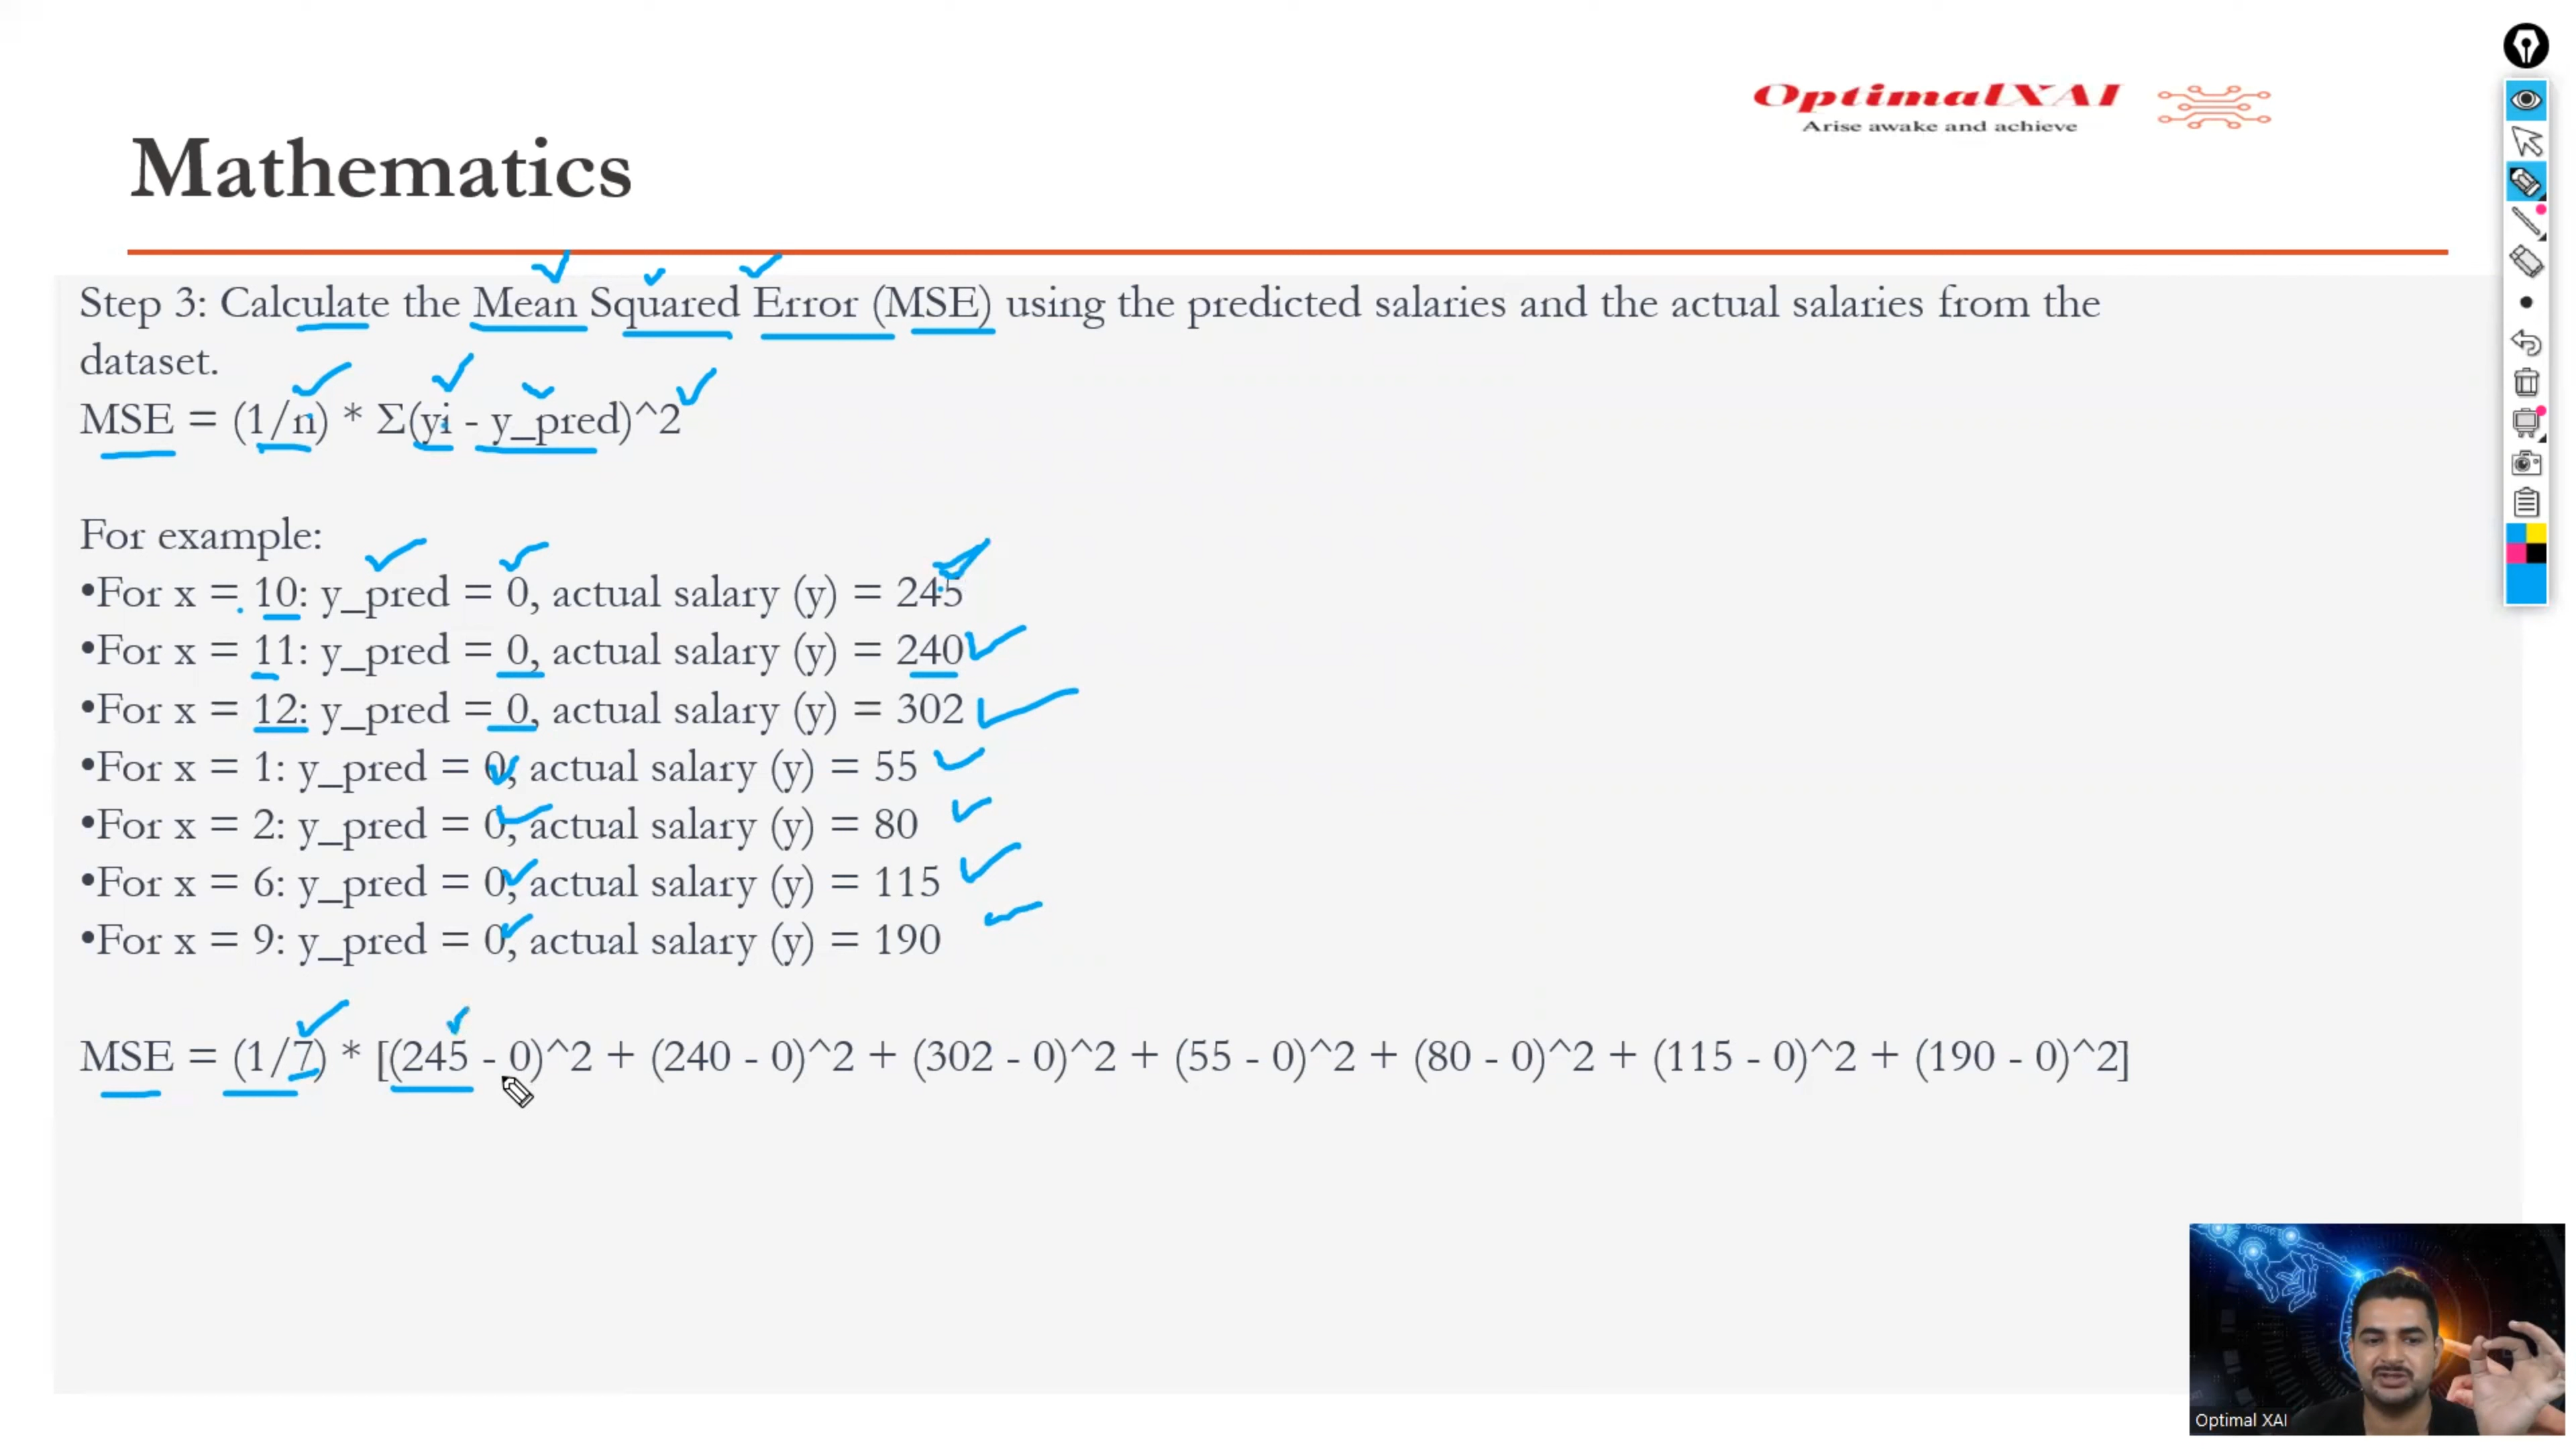 OptimalXAI
Arise awake and achieve
Mathematics
Step 3: Calculate the Mean Squared Error (MSE) using the predicted salaries and the actual salaries from the
dataset.
MSE = (1/n) * Σ(yi - y_pred)^2
For example:
•For x = 10: y_pred = 0, actual salary (y) = 245
•For x = 11: y_pred = 0, actual salary (y) = 240
•For x = 12: y_pred = 0, actual salary (y) = 302
•For x = 1: y_pred = 0, actual salary (y) = 55
•For x = 2: y_pred = 0, actual salary (y) = 80
•For x = 6: y_pred = 0, actual salary (y) = 115
•For x = 9: y_pred = 0, actual salary (y) = 190
MSE = (1/7) * [(245 - 0)^2 + (240 - 0)^2 + (302 - 0)^2 + (55 - 0)^2 + (80 - 0)^2 + (115 - 0)^2 + (190 - 0)^2]
Optimal XAI